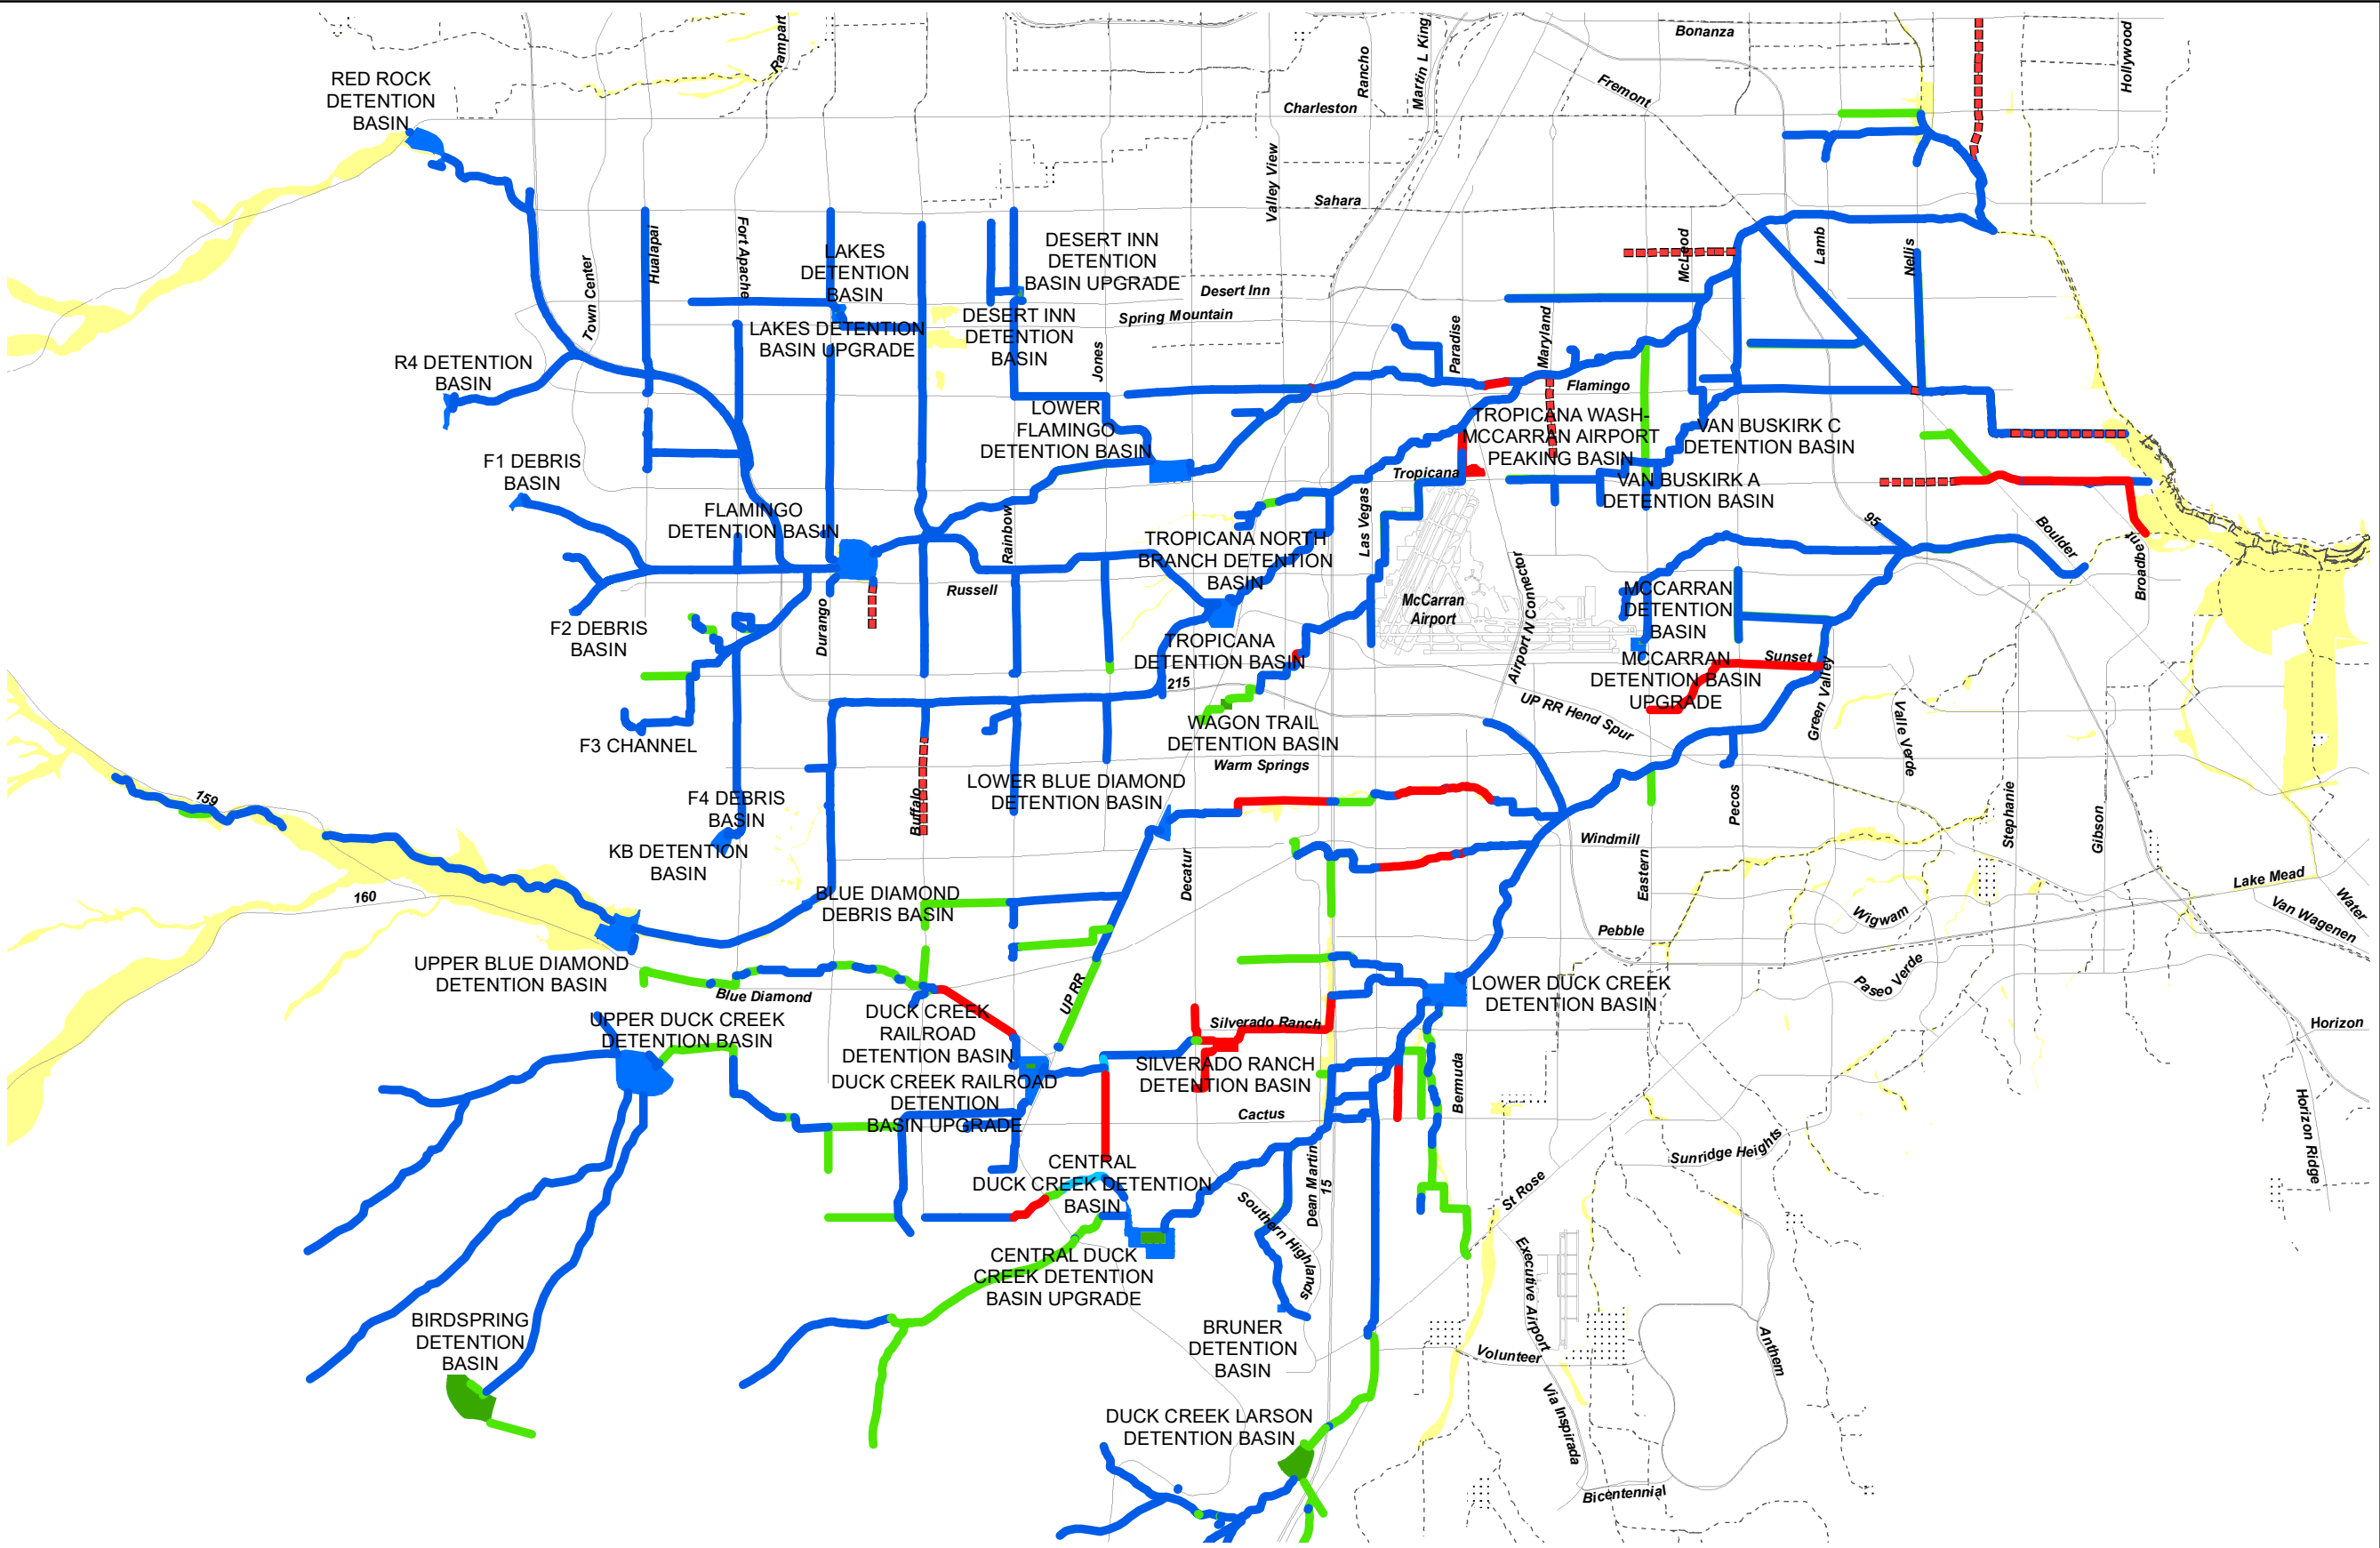 Bonanza
Hollywood
Rampart
Rancho
Martin L King
RED ROCK
DETENTION
BASIN
Fremont
Charleston
Valley View
Sahara
Hualapai
Fort Apache
Town Center
LAKES
DETENTION
BASIN
DESERT INN
DETENTION
BASIN UPGRADE
McLeod
Lamb
Nellis
Desert Inn
Spring Mountain
LAKES DETENTION
BASIN UPGRADE
DESERT INN
DETENTION
BASIN
Jones
Paradise
Maryland
R4 DETENTION
BASIN
Flamingo
LOWER
FLAMINGO
DETENTION BASIN
TROPICANA WASH-
MCCARRAN AIRPORT
PEAKING BASIN
VAN BUSKIRK C
DETENTION BASIN
F1 DEBRIS
BASIN
Tropicana
VAN BUSKIRK A
DETENTION BASIN
FLAMINGO
DETENTION BASIN
Rainbow
Las Vegas
95
Boulder
Broadbent
TROPICANA NORTH
BRANCH DETENTION
BASIN
Russell
McCarran
Airport
Airport N Connector
MCCARRAN
DETENTION
BASIN
F2 DEBRIS
BASIN
Durango
TROPICANA
DETENTION BASIN
215
Sunset
MCCARRAN
DETENTION BASIN
UPGRADE
UP RR Hend Spur
Green Valley
Valle Verde
F3 CHANNEL
WAGON TRAIL
DETENTION BASIN
Warm Springs
159
F4 DEBRIS
BASIN
Buffalo
LOWER BLUE DIAMOND
DETENTION BASIN
Pecos
Stephanie
Gibson
KB DETENTION
BASIN
Windmill
Decatur
Eastern
160
BLUE DIAMOND
DEBRIS BASIN
Lake Mead
Water
Van Wagenen
Wigwam
Pebble
UPPER BLUE DIAMOND
DETENTION BASIN
Blue Diamond
UP RR
LOWER DUCK CREEK
DETENTION BASIN
Paseo Verde
UPPER DUCK CREEK
DETENTION BASIN
DUCK CREEK
RAILROAD
DETENTION BASIN
Silverado Ranch
Horizon
SILVERADO RANCH
DETENTION BASIN
DUCK CREEK RAILROAD
DETENTION
BASIN UPGRADE
Bermuda
Cactus
Horizon Ridge
CENTRAL
DUCK CREEK DETENTION
BASIN
Dean Martin
15
Sunridge Heights
St Rose
Southern Highlands
CENTRAL DUCK
CREEK DETENTION
BASIN UPGRADE
Executive Airport
BIRDSPRING
DETENTION
BASIN
BRUNER
DETENTION
BASIN
Volunteer
Anthem
Via Inspirada
DUCK CREEK LARSON
DETENTION BASIN
Bicentennial